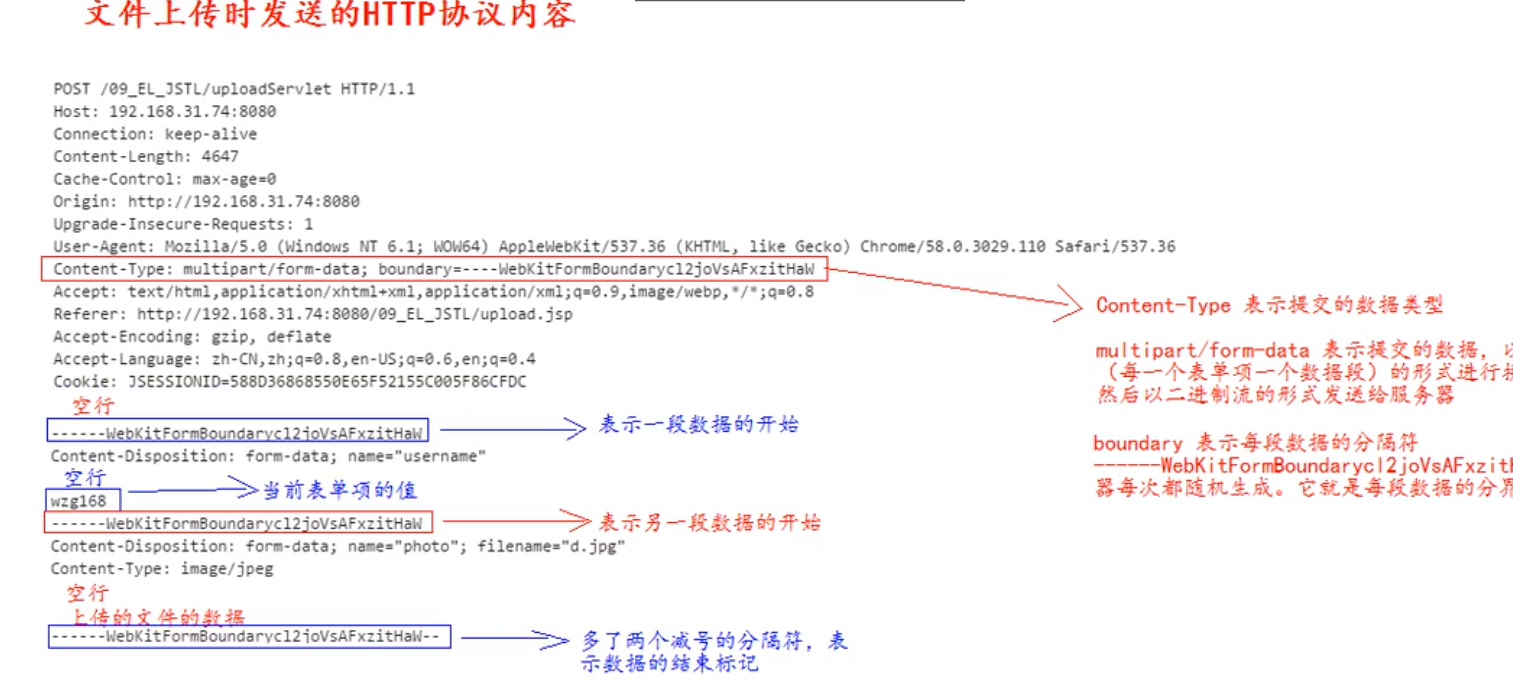 文件上传时发送的HTTP协议内容
POST /09_EL_JSTL/uploadServlet HTTP/1.1
Host: 192.168.31.74:8080
Connection: keep-alive
Content-Length: 4647
Cache-Control: max-age=0
Origin: http://192.168.31.74:8080
Upgrade-Insecure-Requests: 1
User-Agent: Mozilla/5.0 (Windows NT 6.1; WOW64) AppleWebKit/537.36 (KHTML, like Gecko) Chrome/58.0.3029.110 Safari/537.36
Content-Type: multipart/form-data; boundary=----WebKitFormBoundarycl2joVsAFxzitHaW
Accept: text/html,application/xhtml+xml,application/xml;q=0.9,image/webp,*/*;q=0.8
Referer: http://192.168.31.74:8080/09_EL_JSTL/upload.jsp
Accept-Encoding: gzip, deflate
Accept-Language: zh-CN,zh;q=0.8,en-US;q=0.6,en;q=0.4
Cookie: JSESSIONID=588D36868550E65F52155C005F86CFDC
空行
------WebKitFormBoundarycl2joVsAFxzitHaW
表示一段数据的开始
Content-Disposition: form-data; name="username"
空行
wzg168
当前表单项的值
------WebKitFormBoundarycl2joVsAFxzitHaW
表示另一段数据的开始
Content-Disposition: form-data; name="photo"; filename="d.jpg"
Content-Type: image/jpeg
空行
上传的文件的数据
------WebKitFormBoundarycl2joVsAFxzitHaW--
多了两个减号的分隔符，表
示数据的结束标记
Content-Type 表示提交的数据类型
multipart/form-data 表示提交的数据，
（每一个表单项一个数据段）的形式进行
然后以二进制流的形式发送给服务器
boundary 表示每段数据的分隔符
------WebKitFormBoundarycl2joVsAFxzit
器每次都随机生成。它就是每段数据的分界